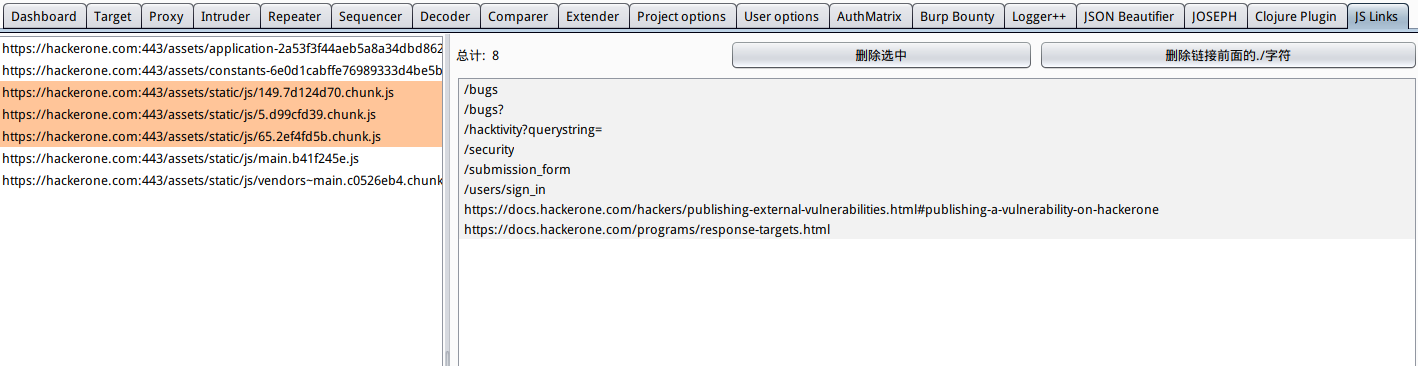 Dashboard Target Proxy Intruder Repeater Sequencer Decoder Comparer Extender Project options User options AuthMatrix Burp Bounty Logger++ JSON Beautifier JOSEPH Clojure Plugin JS Links
https://hackerone.com:443/assets/application-2a53f3f44aeb5a8a34dbd862
https://hackerone.com:443/assets/constants-6e0d1cabffe76989333d4be5b
https://hackerone.com:443/assets/static/js/149.7d124d70.chunk.js
https://hackerone.com:443/assets/static/js/5.d99cfd39.chunk.js
https://hackerone.com:443/assets/static/js/65.2ef4fd5b.chunk.js
https://hackerone.com:443/assets/static/js/main.b41f245e.js
https://hackerone.com:443/assets/static/js/vendors~main.c0526eb4.chunk
总计: 8
删除选中
删除链接前面的./字符
/bugs
/bugs?
/hacktivity?querystring=
/security
/submission_form
/users/sign_in
https://docs.hackerone.com/hackers/publishing-external-vulnerabilities.html#publishing-a-vulnerability-on-hackerone
https://docs.hackerone.com/programs/response-targets.html